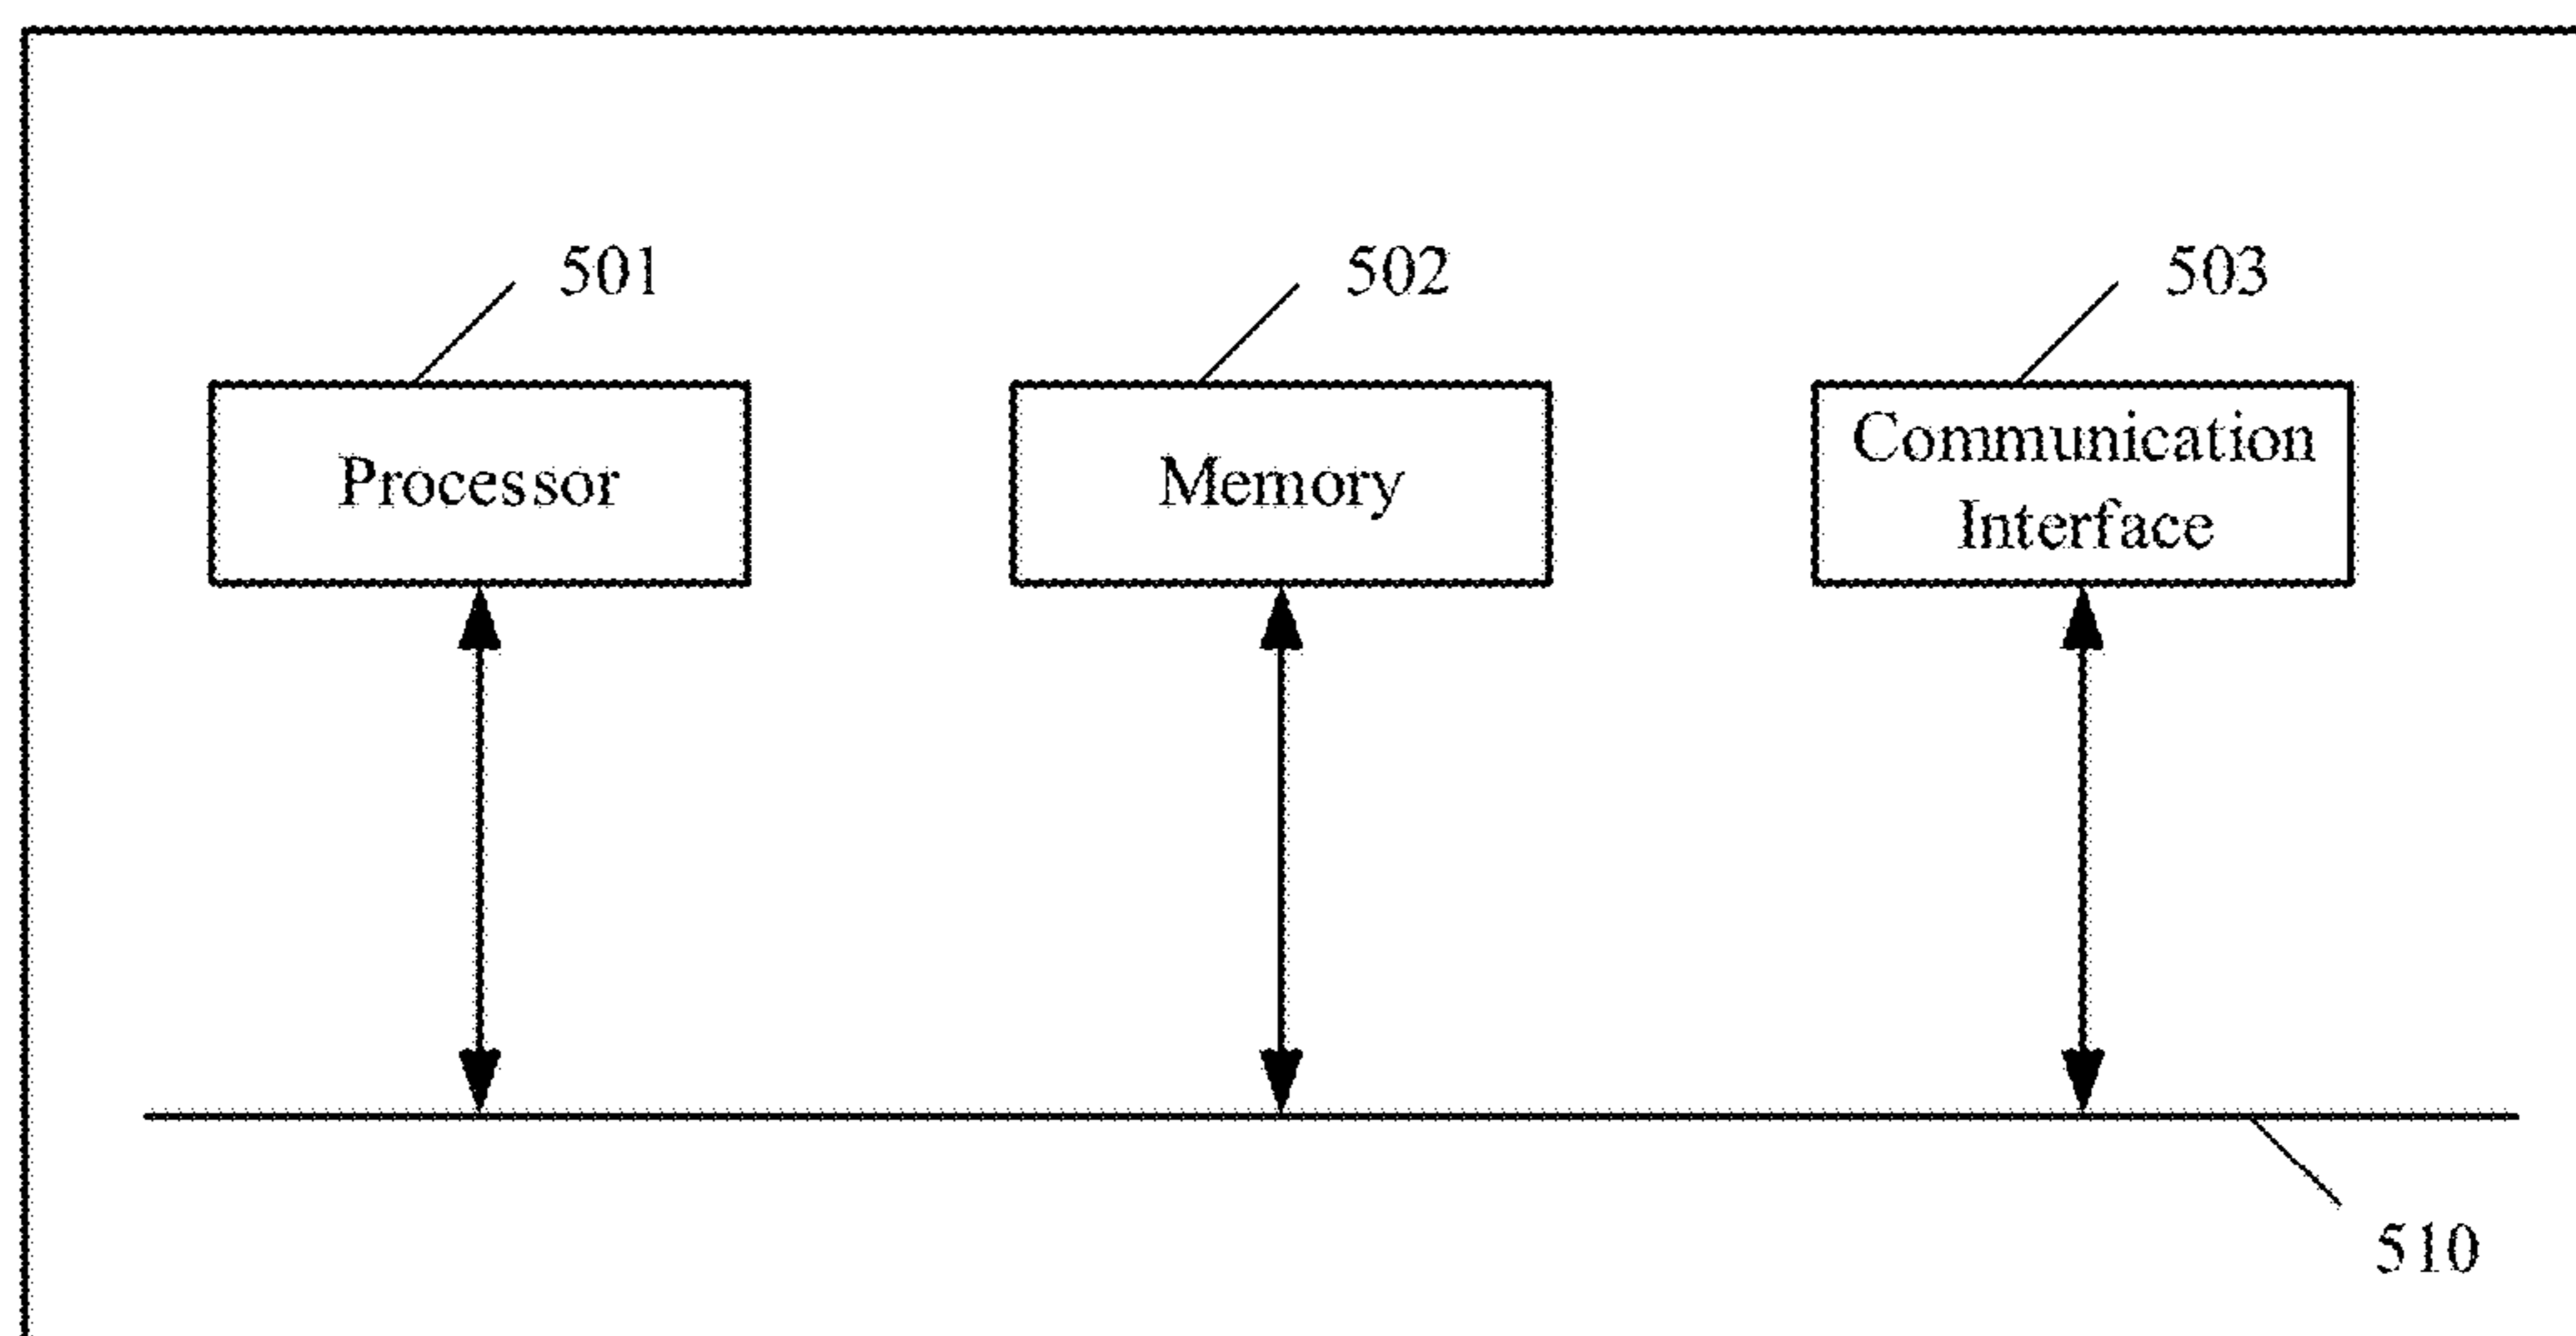 501
502
503
Processor
Memory
Communication
Interface
510